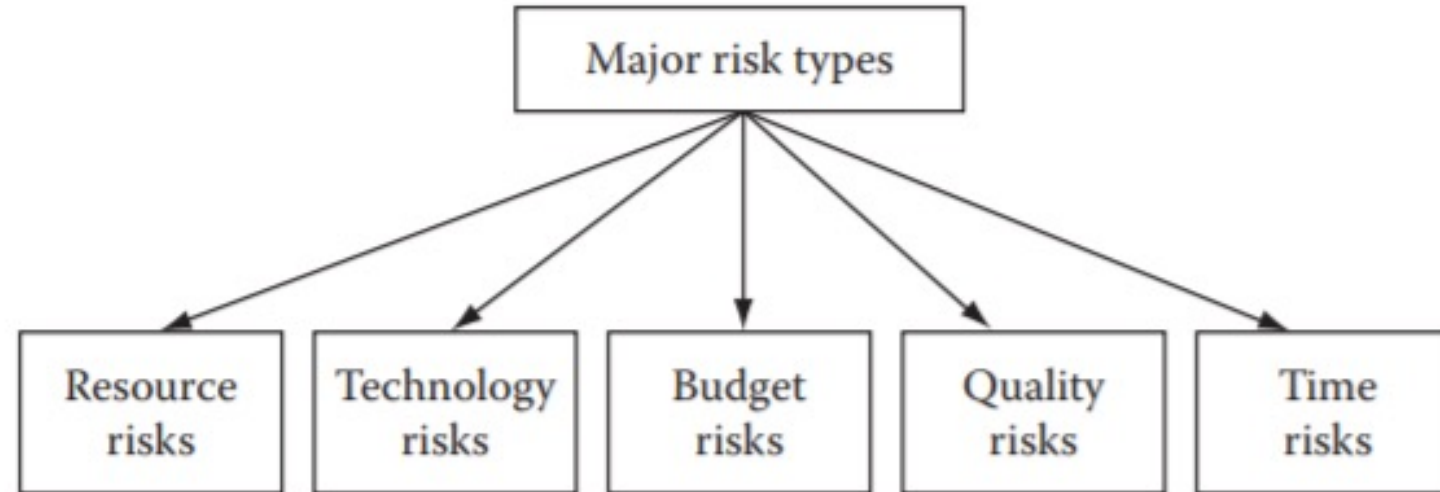 Major risk types
Resource
risks
Technology
risks
Budget
risks
Quality
risks
Time
risks